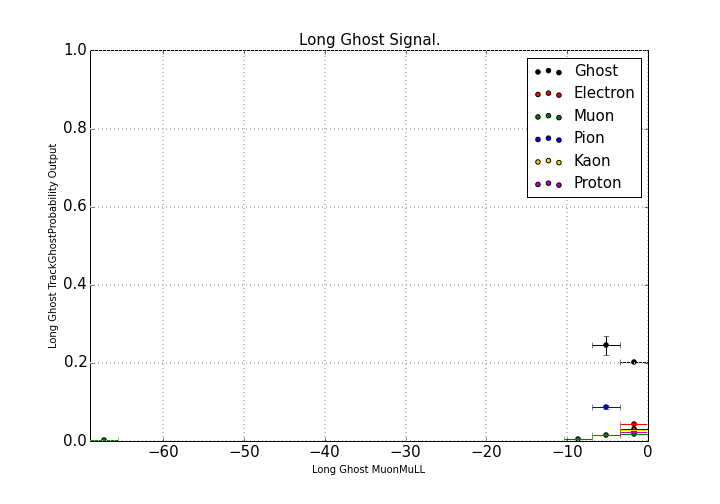 Long Ghost Signal.
1.0
0.8
0.6
0.4
0.2
0.0
Long Ghost TrackGhostProbability Output
Ghost
Electron
Muon
Pion
Kaon
Proton
−60
−50
−40
−30
−20
−10
0
Long Ghost MuonMuLL